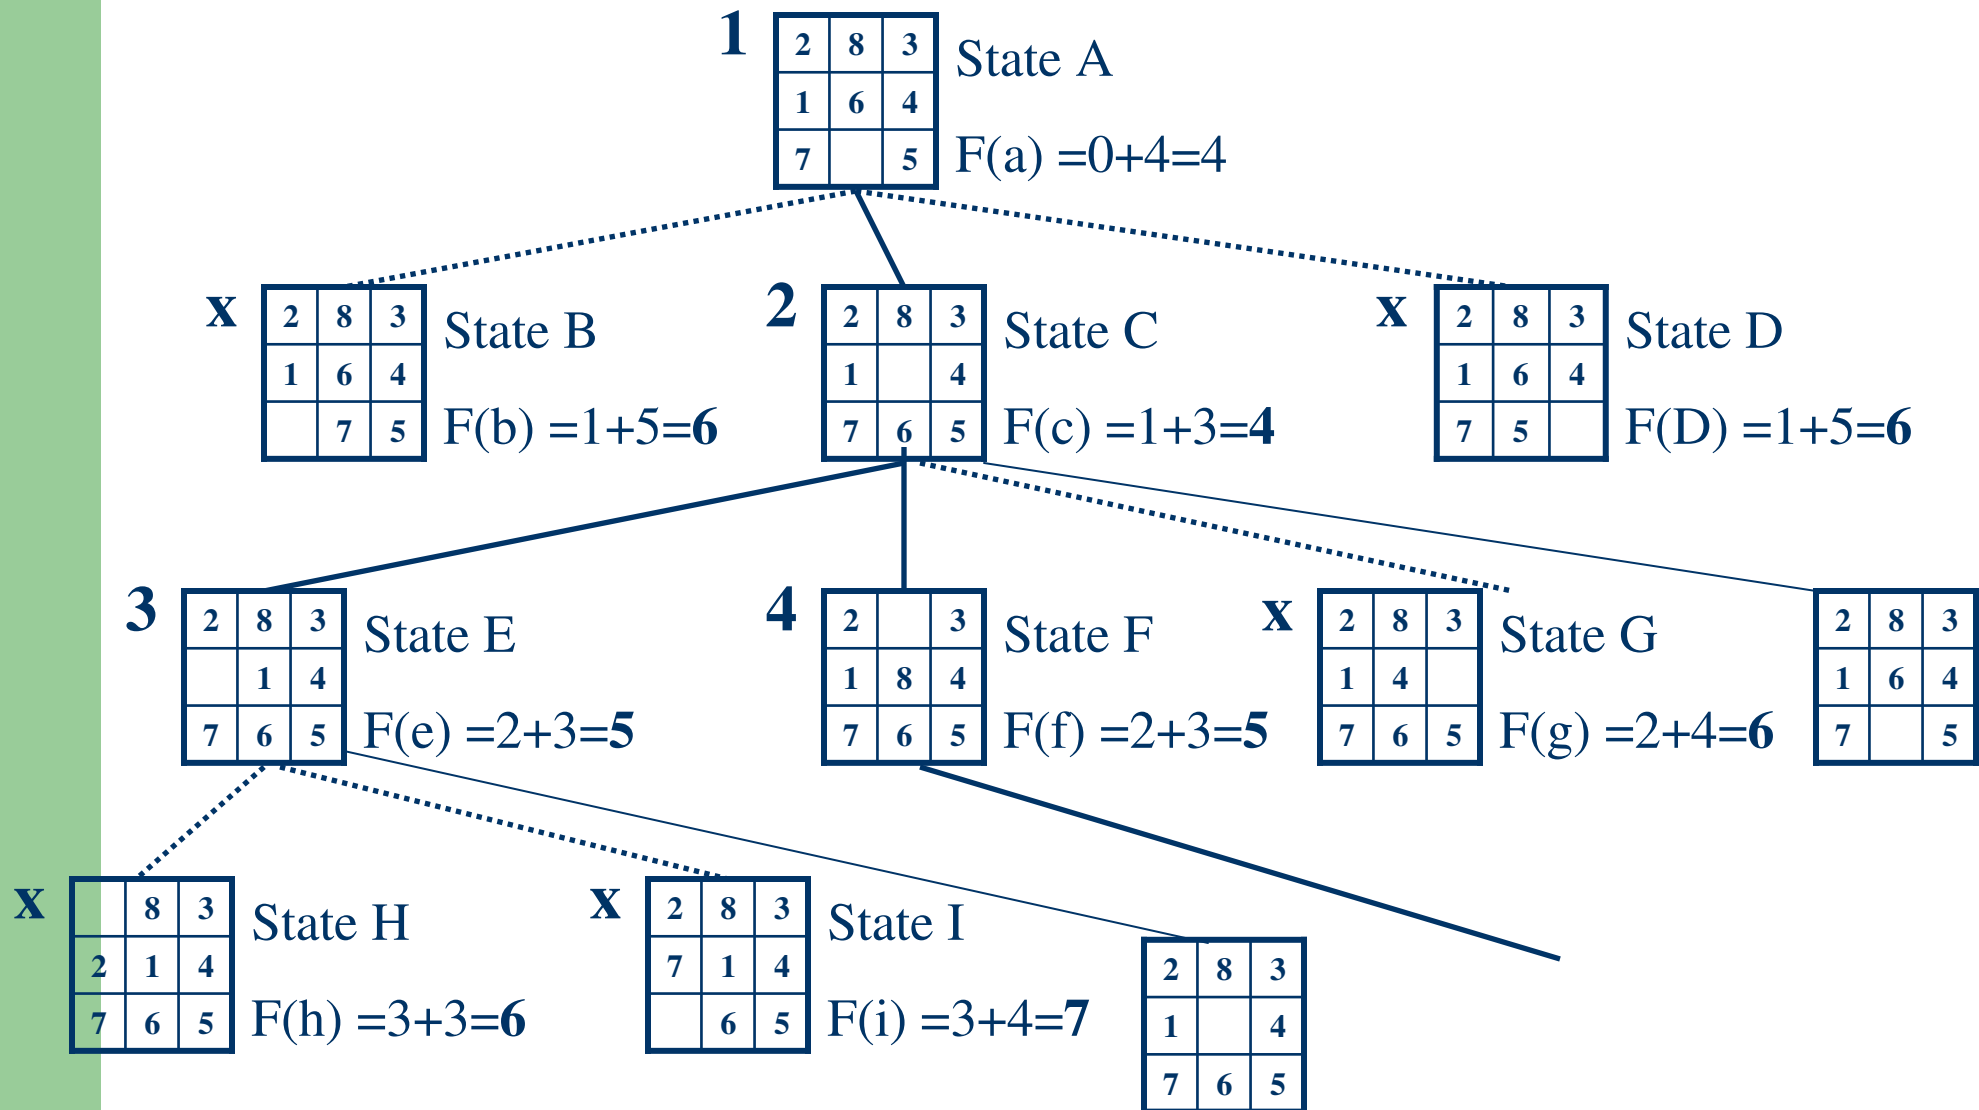 1
2 8 3
State A
1 6 4
7 5
F(a) =0+4=4
x
2 8 3
State B
1 6 4
7 5
F(b) =1+5=6
2
2 8 3
State C
1 4
7 6 5
F(c) =1+3=4
x
2 8 3
State D
1 6 4
7 5
F(D) =1+5=6
3
2 8 3
State E
1 4
7 6 5
F(e) =2+3=5
4
2 3
State F
1 8 4
7 6 5
F(f) =2+3=5
x
2 8 3
State G
1 4
7 6 5
F(g) =2+4=6
2 8 3
1 6 4
7 5
x
8 3
State H
2 1 4
7 6 5
F(h) =3+3=6
x
2 8 3
State I
7 1 4
6 5
F(i) =3+4=7
2 8 3
1 4
7 6 5